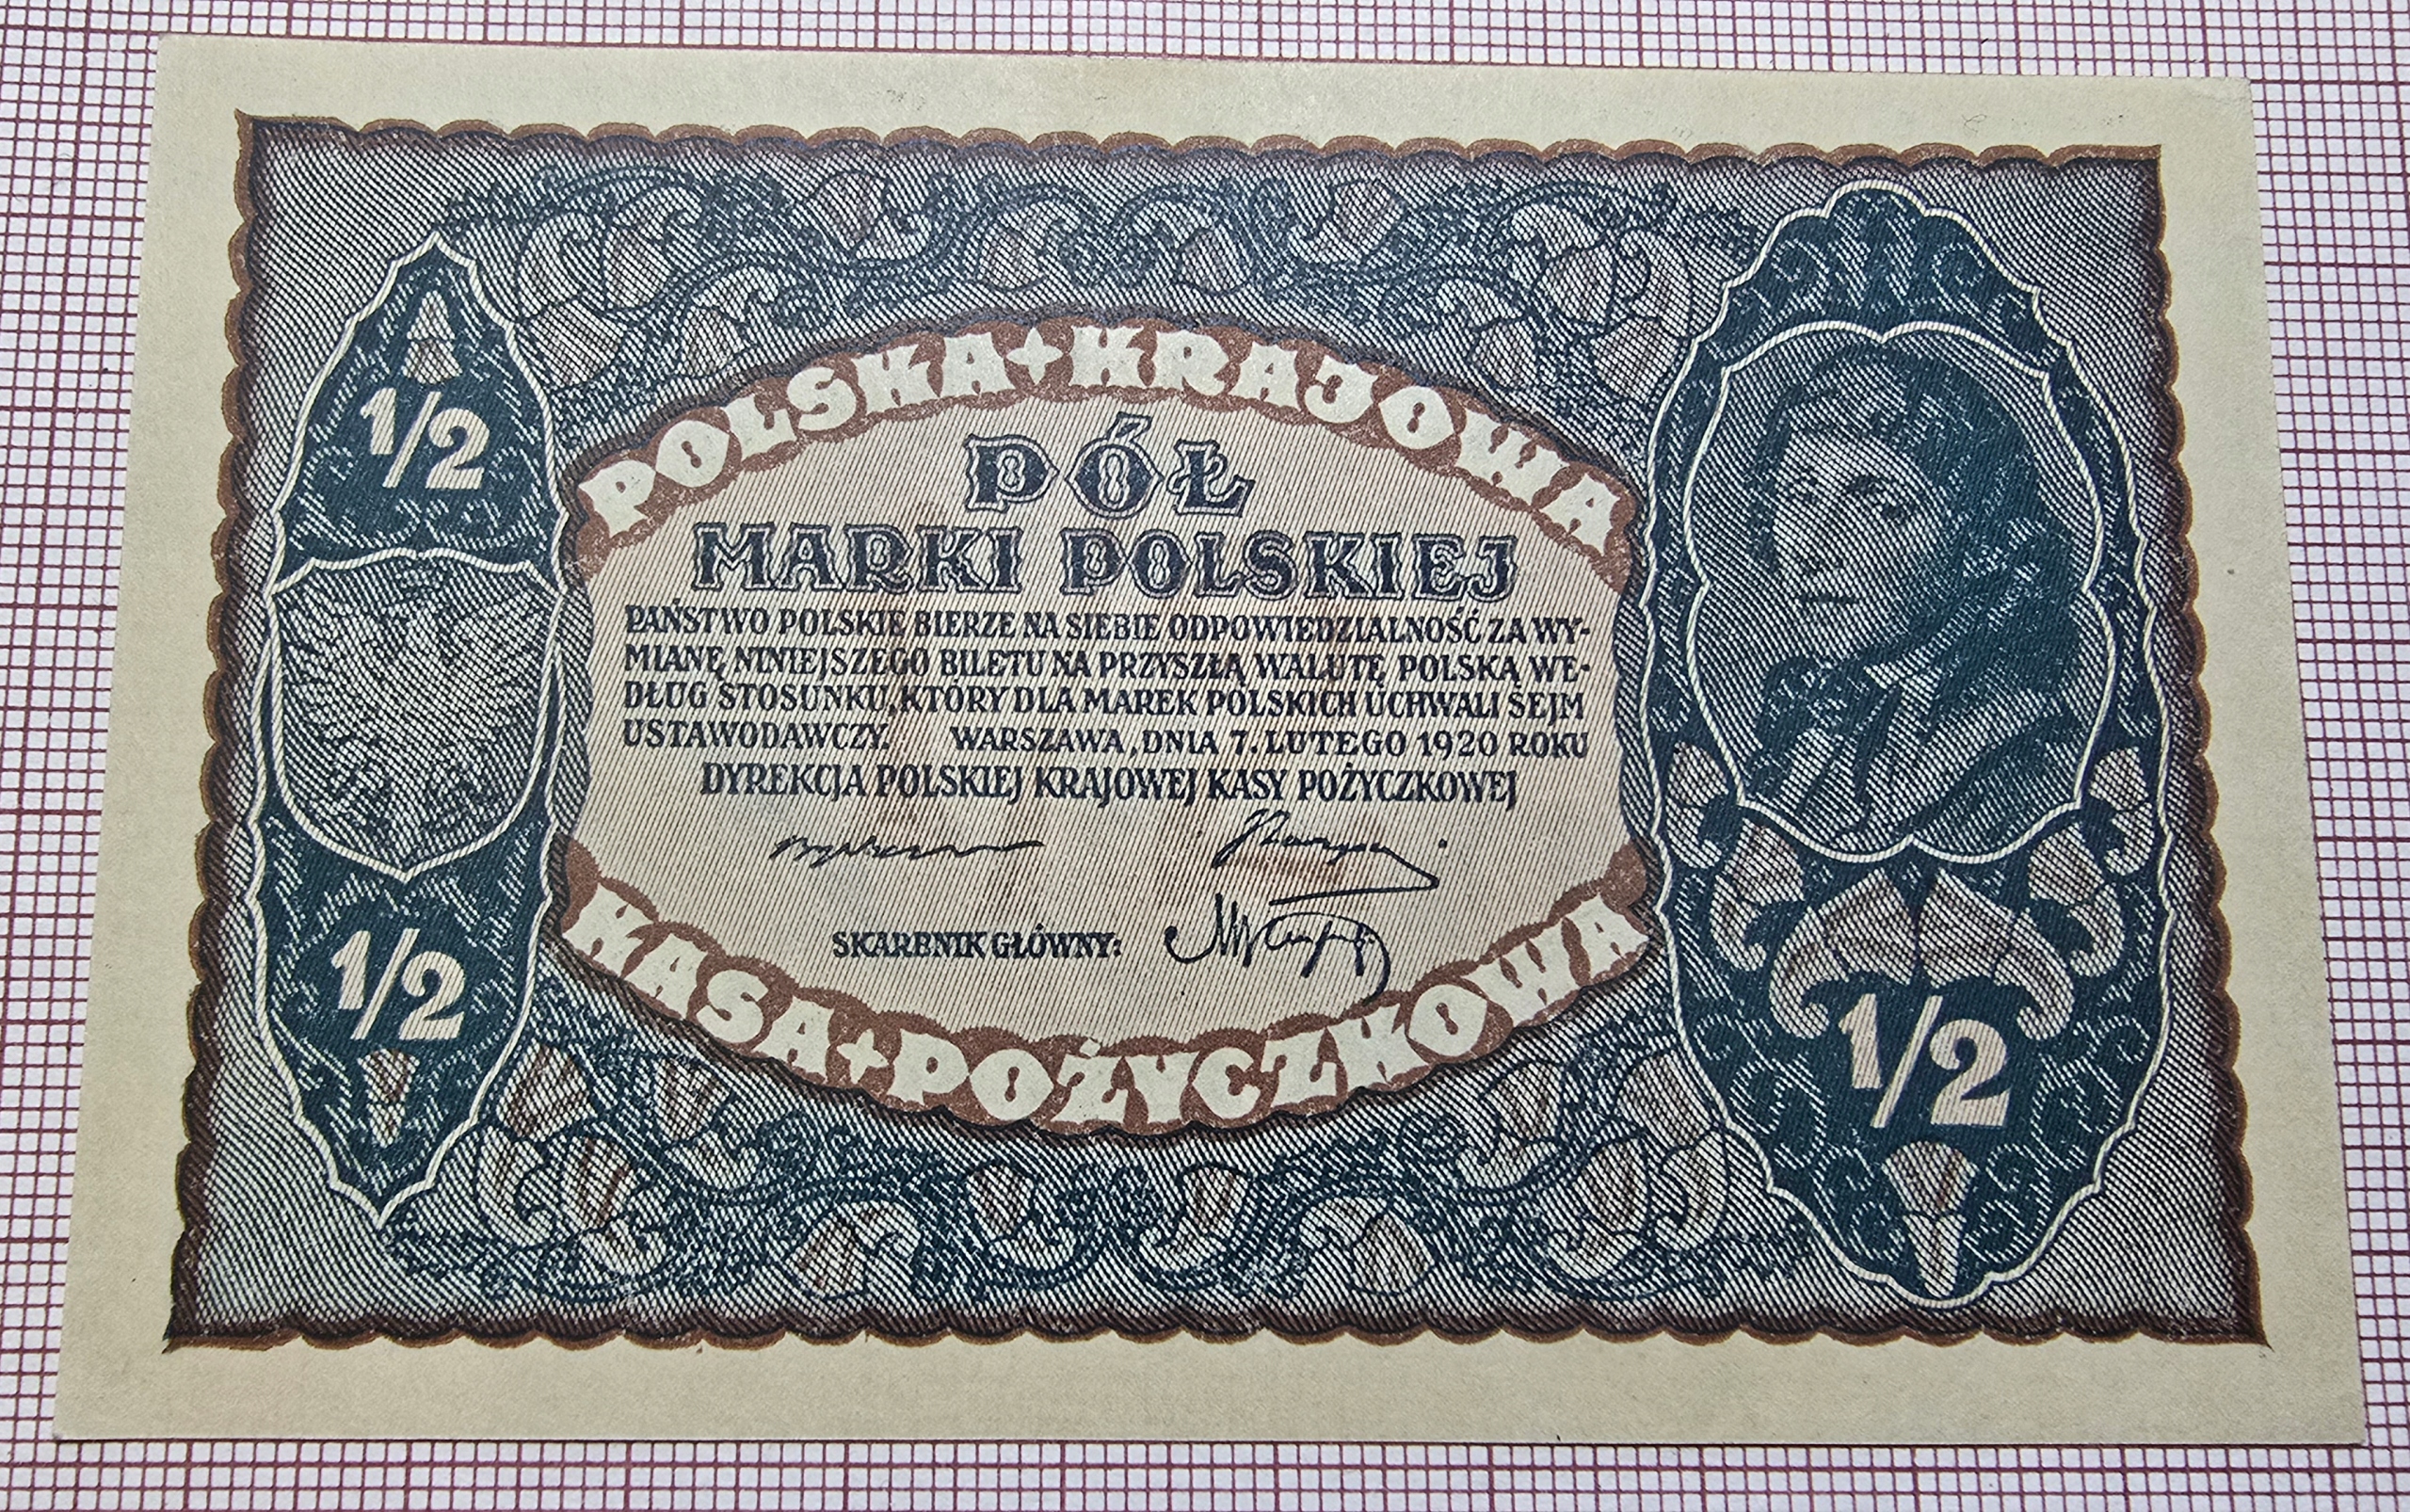 POLSKA + KRAJOWA
1/2
PÓŁ
MARKI POLSKIEJ
PAŃSTWO POLSKIE BIERZE NA SIEBIE ODPOWIEDZIALNOŚĆ ZA WY-
MIANĘ NINIEJSZEGO BILETU NA PRZYSZŁĄ WALUTĘ POLSKĄ WE-
DŁUG STOSUNKU, KTÓRY DLA MAREK POLSKICH UCHWALI SEJM
USTAWODAWCZY. WARSZAWA, DNIA 7. LUTEGO 1920 ROKU
DYREKCJA POLSKIEJ KRAJOWEJ KASY POŻYCZKOWEJ
SKARBNIK GŁÓWNY:
1/2
1/2
KASA + POŻYCZKOWA